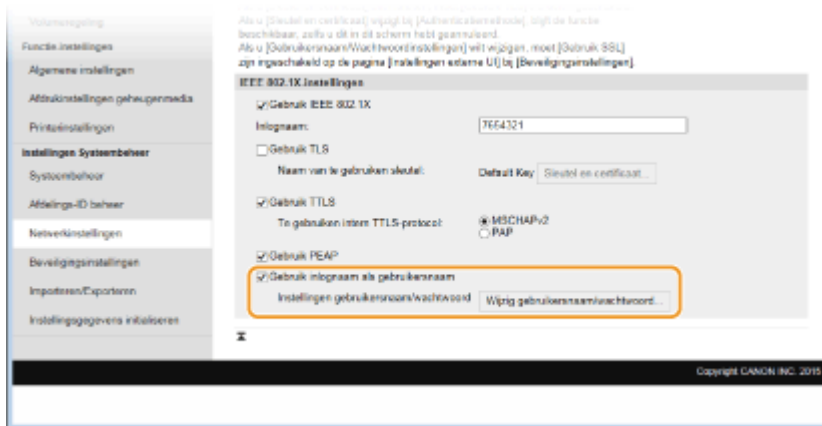 Volumeregeling
Functie.instellingen
Algemene instellingen
Afdrukinstellingen geheugenmedia
Printerinstellingen
Instellingen Systeembeheer
Systeembeheer
Afdelings-ID beheer
Netwerkinstellingen
Beveiligingsinstellingen
Importeren/Exporteren
Instellingsgegevens initialiseren
Als u [Sleutel en certificaat] wijzigt bij [Authenticatiemethode], blijft de functie
beschikbaar, zelfs u dit in dit scherm hebt geannuleerd.
Als u [Gebruikersnaam/Wachtwoordinstellingen] wilt wijzigen, moet [Gebruik SSL]
zijn ingeschakeld op de pagina [Instellingen externe UI] bij [Beveiligingsinstellingen].
IEEE 802.1X.instellingen
Gebruik IEEE 802.1X
Inlognaam: 7654321
Gebruik TLS
Naam van te gebruiken sleutel: Default Key Sleutel en certificaat...
Gebruik TTLS
Te gebruiken intern TTLS-protocol: MSCHAPv2
PAP
Gebruik PEAP
Gebruik inlognaam als gebruikersnaam
Instellingen gebruikersnaam/wachtwoord Wijzig gebruikersnaam/wachtwoord...
Copyright CANON INC. 2015